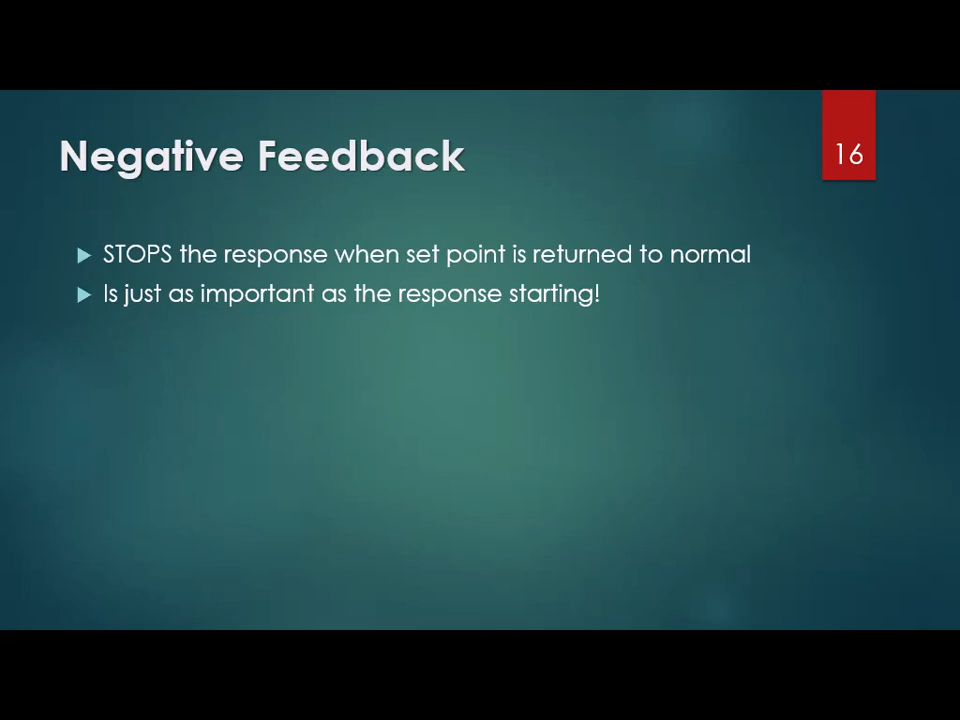 Negative Feedback
16
STOPS the response when set point is returned to normal
Is just as important as the response starting!